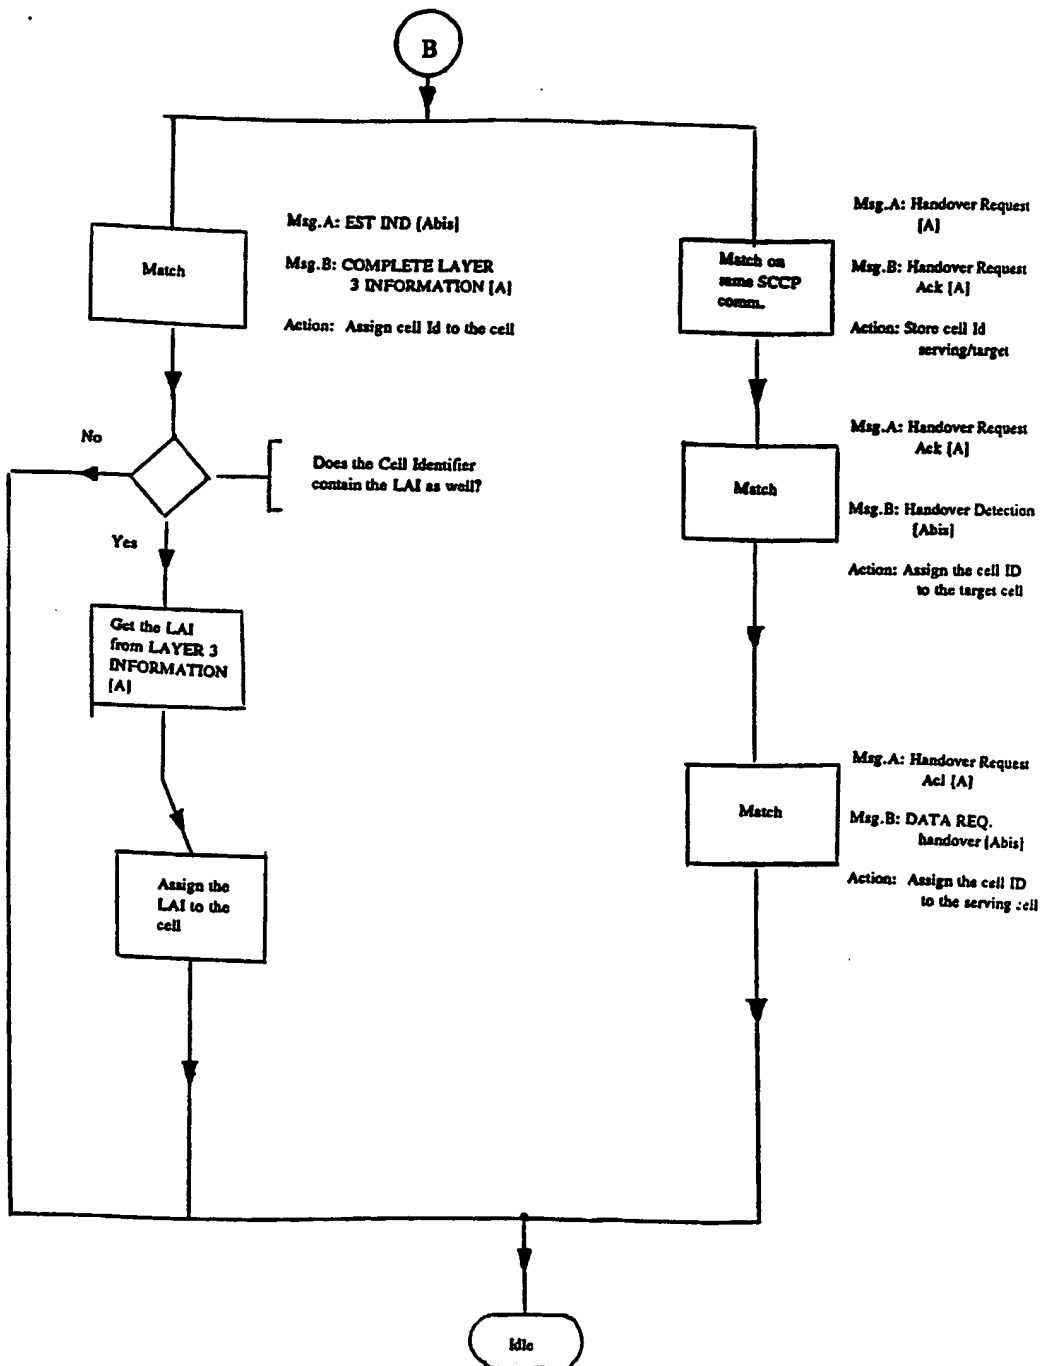 B
Match
Msg.A: EST IND [Abis]
Msg.B: COMPLETE LAYER
3 INFORMATION [A]
Action: Assign cell Id to the cell
No
Does the Cell Identifier
contain the LAI as well?
Yes
Get the LAI
from LAYER 3
INFORMATION
[A]
Assign the
LAI to the
cell
Match on
same SCCP
comm.
Msg.A: Handover Request
[A]
Msg.B: Handover Request
Ack [A]
Action: Store cell Id
serving/target
Match
Msg.A: Handover Request
Ack [A]
Msg.B: Handover Detection
[Abis]
Action: Assign the cell ID
to the target cell
Match
Msg.A: Handover Request
Acl [A]
Msg.B: DATA REQ.
handover [Abis]
Action: Assign the cell ID
to the serving cell
Idle